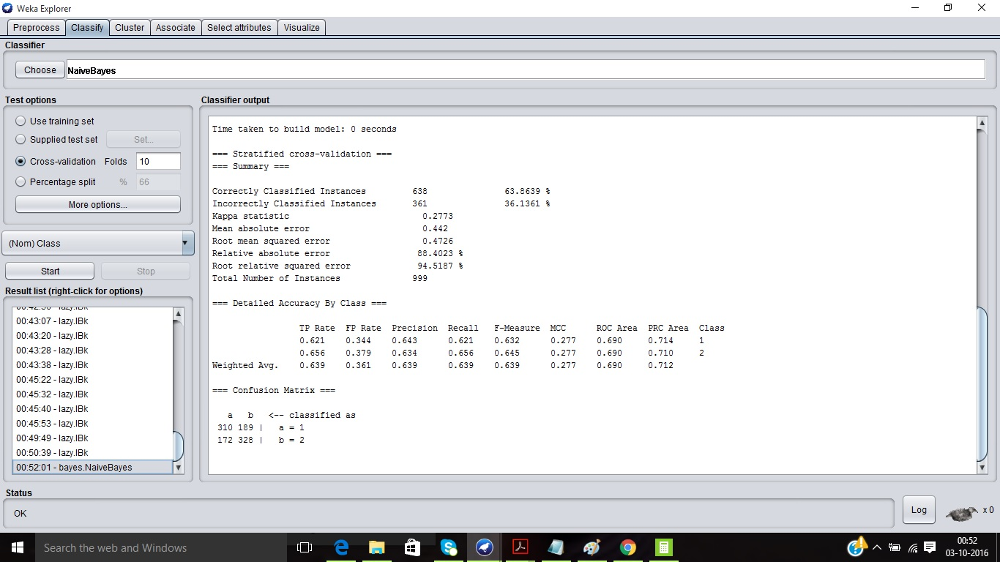 Weka Explorer
Preprocess Classify Cluster Associate Select attributes Visualize
Classifier
Choose NaiveBayes
Test options
Use training set
Supplied test set Set...
Cross-validation Folds 10
Percentage split % 66
More options...
(Nom) Class
Start Stop
Result list (right-click for options)
00:43:07 - lazy.IBk
00:43:20 - lazy.IBk
00:43:28 - lazy.IBk
00:43:38 - lazy.IBk
00:45:22 - lazy.IBk
00:45:32 - lazy.IBk
00:45:40 - lazy.IBk
00:45:53 - lazy.IBk
00:49:49 - lazy.IBk
00:50:39 - lazy.IBk
00:52:01 - bayes.NaiveBayes
Classifier output
Time taken to build model: 0 seconds
=== Stratified cross-validation ===
=== Summary ===
Correctly Classified Instances 638 63.8639 %
Incorrectly Classified Instances 361 36.1361 %
Kappa statistic 0.2773
Mean absolute error 0.442
Root mean squared error 0.4726
Relative absolute error 88.4023 %
Root relative squared error 94.5187 %
Total Number of Instances 999
=== Detailed Accuracy By Class ===
TP Rate FP Rate Precision Recall F-Measure MCC ROC Area PRC Area Class
0.621 0.344 0.643 0.621 0.632 0.277 0.690 0.714 1
0.656 0.379 0.634 0.656 0.645 0.277 0.690 0.710 2
Weighted Avg. 0.639 0.361 0.639 0.639 0.639 0.277 0.690 0.712
=== Confusion Matrix ===
a b <-- classified as
310 189 | a = 1
172 328 | b = 2
Status
OK
Log
x 0
Search the web and Windows
00:52
03-10-2016